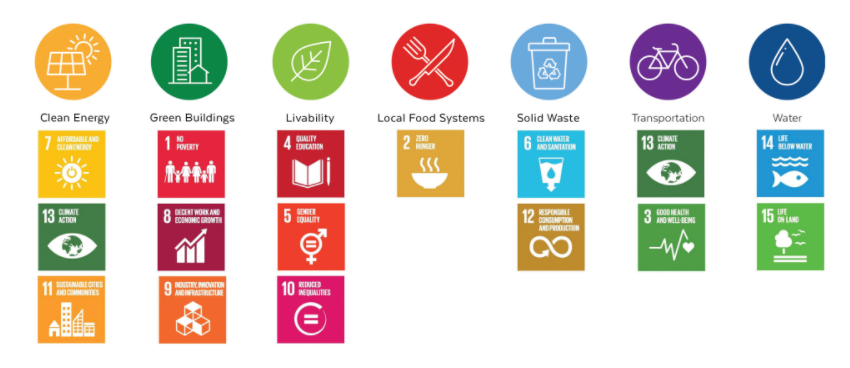 Clean Energy
Green Buildings
Livability
Local Food Systems
Solid Waste
Transportation
Water
7 AFFORDABLE AND
CLEAN ENERGY
1 NO
POVERTY
4 QUALITY
EDUCATION
2 ZERO
HUNGER
6 CLEAN WATER
AND SANITATION
13 CLIMATE
ACTION
14 LIFE
BELOW WATER
13 CLIMATE
ACTION
8 DECENT WORK AND
ECONOMIC GROWTH
5 GENDER
EQUALITY
12 RESPONSIBLE
CONSUMPTION
AND PRODUCTION
3 GOOD HEALTH
AND WELL-BEING
15 LIFE
ON LAND
11 SUSTAINABLE CITIES
AND COMMUNITIES
9 INDUSTRY, INNOVATION
AND INFRASTRUCTURE
10 REDUCED
INEQUALITIES